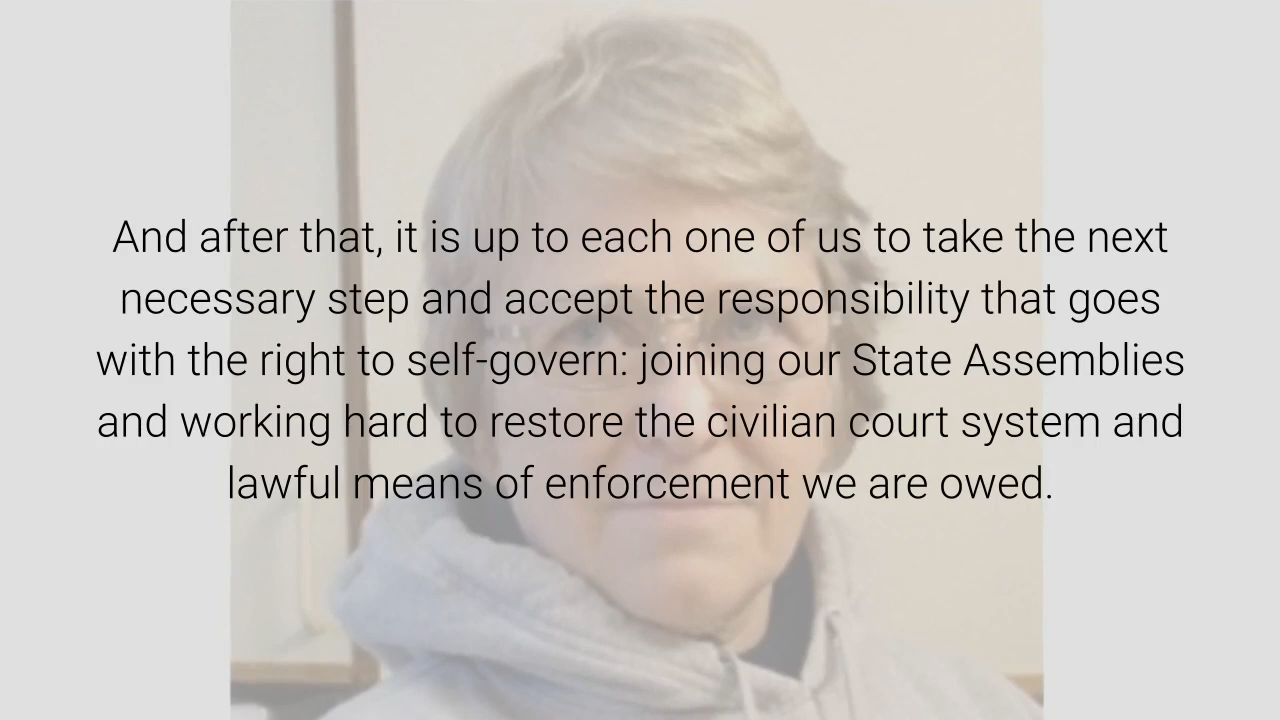 And after that, it is up to each one of us to take the next
necessary step and accept the responsibility that goes
with the right to self-govern: joining our State Assemblies
and working hard to restore the civilian court system and
lawful means of enforcement we are owed.